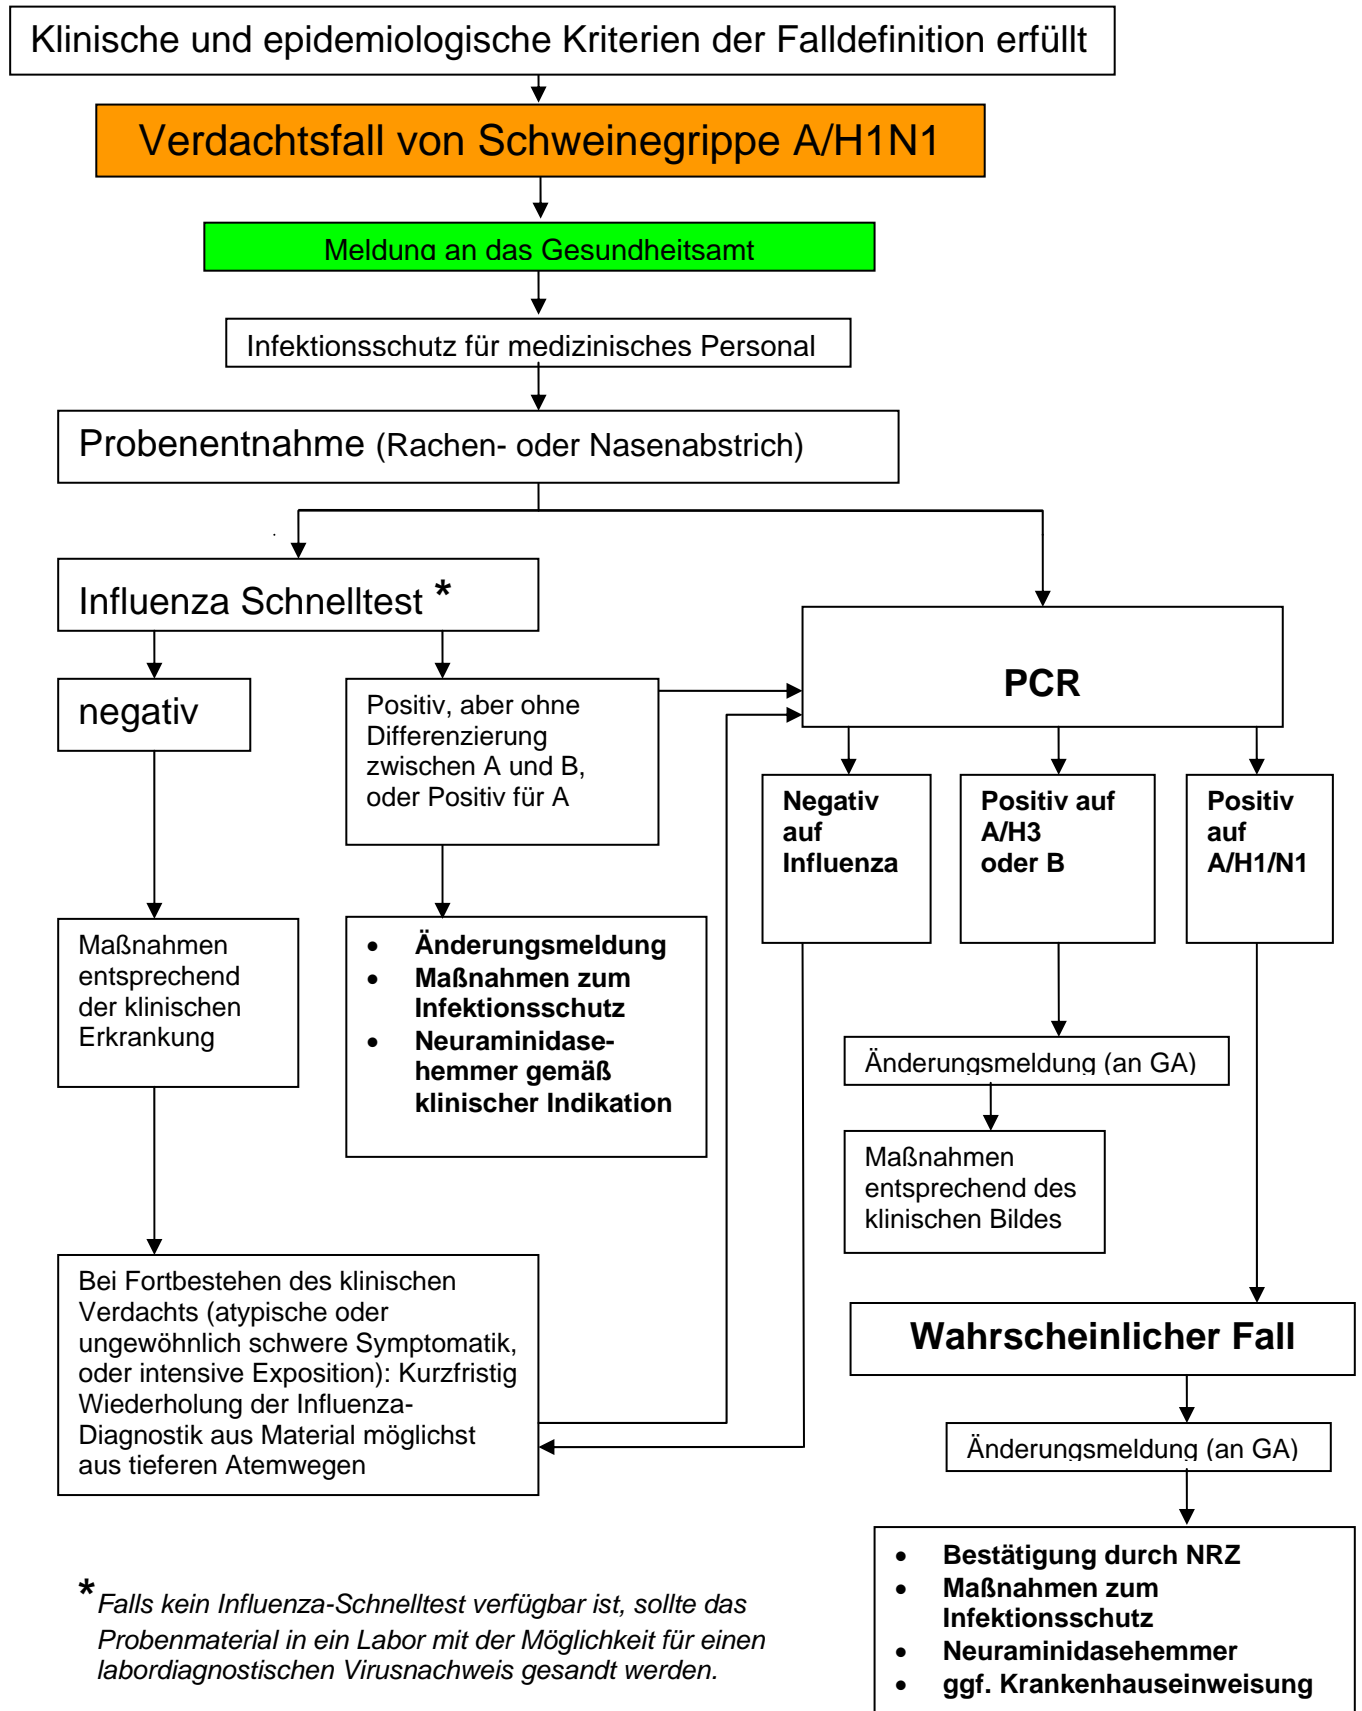 Klinische und epidemiologische Kriterien der Falldefinition erfüllt
Verdachtsfall von Schweinegrippe A/H1N1
Meldung an das Gesundheitsamt
Infektionsschutz für medizinisches Personal
Probenentnahme (Rachen- oder Nasenabstrich)
Influenza Schnelltest *
negativ
Positiv, aber ohne
Differenzierung
zwischen A und B,
oder Positiv für A
PCR
Negativ
auf
Influenza
Positiv auf
A/H3
oder B
Positiv
auf
A/H1/N1
Maßnahmen
entsprechend
der klinischen
Erkrankung
• Änderungsmeldung
• Maßnahmen zum
Infektionsschutz
• Neuraminidase-
hemmer gemäß
klinischer Indikation
Änderungsmeldung (an GA)
Maßnahmen
entsprechend des
klinischen Bildes
Bei Fortbestehen des klinischen
Verdachts (atypische oder
ungewöhnlich schwere Symptomatik,
oder intensive Exposition): Kurzfristig
Wiederholung der Influenza-
Diagnostik aus Material möglichst
aus tieferen Atemwegen
Wahrscheinlicher Fall
Änderungsmeldung (an GA)
• Bestätigung durch NRZ
• Maßnahmen zum
Infektionsschutz
• Neuraminidasehemmer
• ggf. Krankenhauseinweisung
* Falls kein Influenza-Schnelltest verfügbar ist, sollte das
Probenmaterial in ein Labor mit der Möglichkeit für einen
labordiagnostischen Virusnachweis gesandt werden.